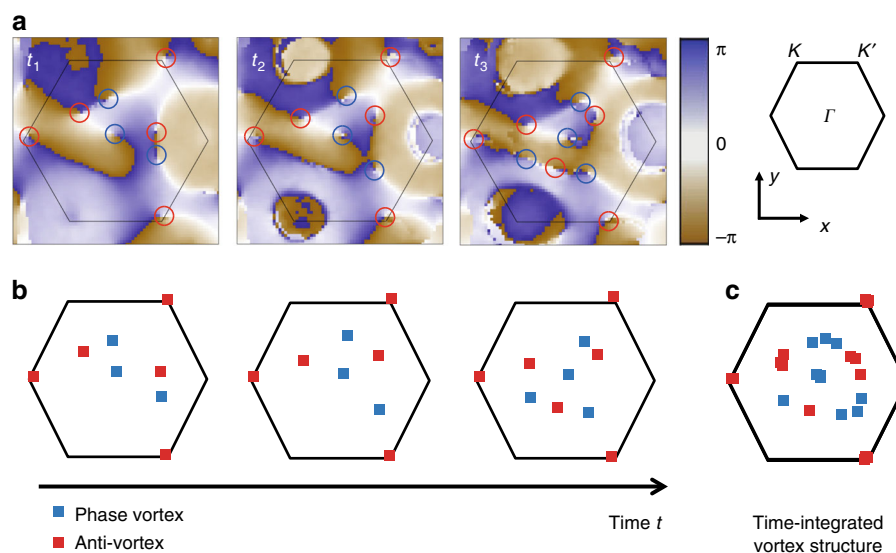 a
t1
t2
t3
π
0
−π
K
K′
Γ
y
x
b
c
Time t
Phase vortex
Anti-vortex
Time-integrated
vortex structure